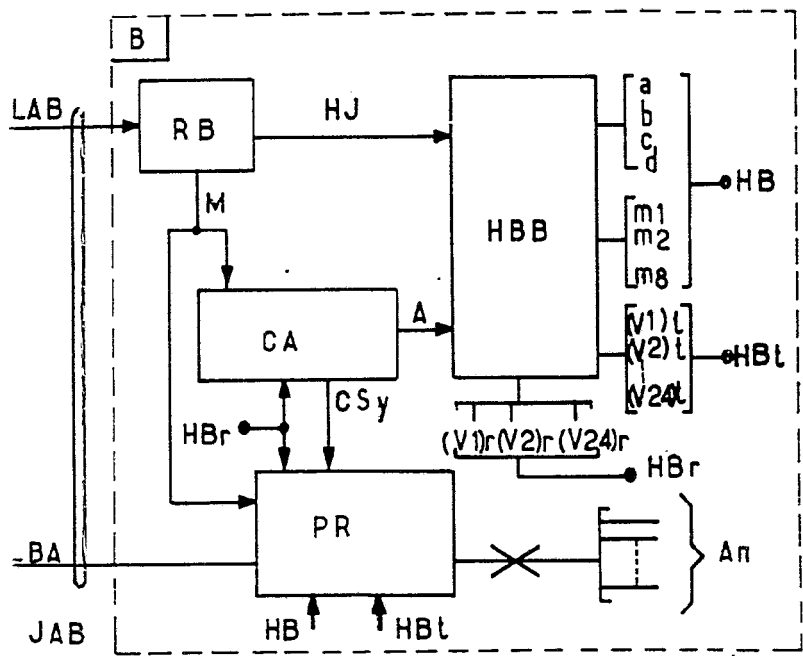 B
LAB
RB
HJ
a
b
c
d
HB
M
HBB
m1
m2
m8
CA
A
(V1)t
(V2)t
(V24)t
HBt
CSy
HBr
(V1)r (V2)r (V24)r
HBr
PR
BA
An
JAB
HB
HBt